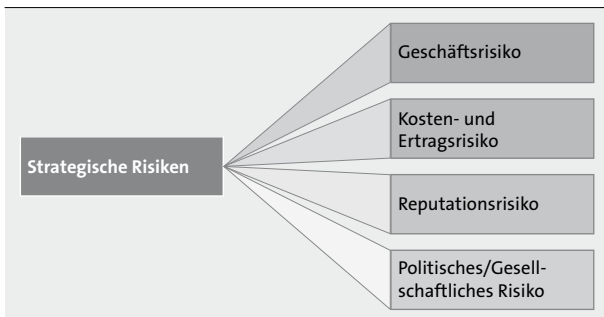 Strategische Risiken
Geschäftsrisiko
Kosten- und
Ertragsrisiko
Reputationsrisiko
Politisches/Gesell-
schaftliches Risiko